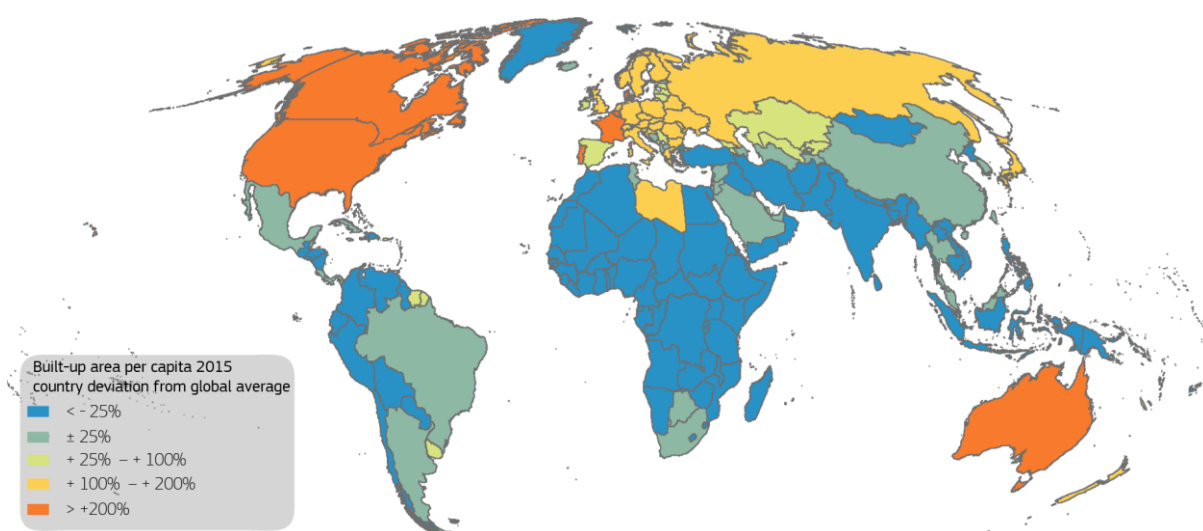 Built-up area per capita 2015
country deviation from global average
< - 25%
± 25%
+ 25% – + 100%
+ 100% – + 200%
> +200%